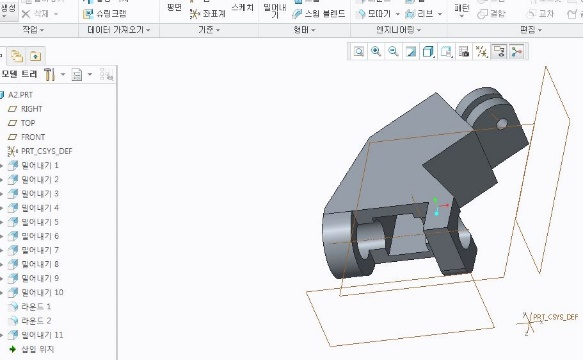 생성
삭제
슈링크랩
평면
좌표계
스케치
밀어내
기
스윕 블렌드
모따기
리브
패턴
결합
교차
작업
데이터 가져오기
기준
형태
엔지니어링
편집
모델 트리
A2.PRT
RIGHT
TOP
FRONT
PRT_CSYS_DEF
밀어내기 1
밀어내기 2
밀어내기 3
밀어내기 4
밀어내기 5
밀어내기 6
밀어내기 7
밀어내기 8
밀어내기 9
밀어내기 10
라운드 1
라운드 2
밀어내기 11
삽입 위치
PRT_CSYS_DEF